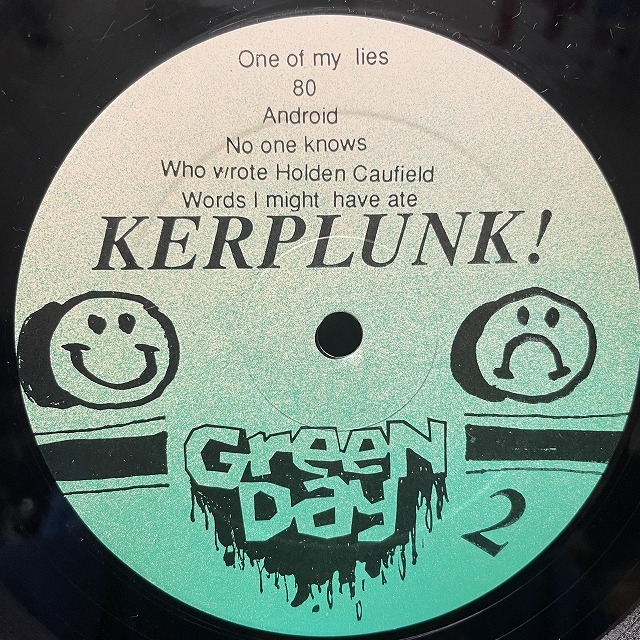 One of my lies
80
Android
No one knows
Who wrote Holden Caufield
Words I might have ate
KERPLUNK!
Green
Day
2